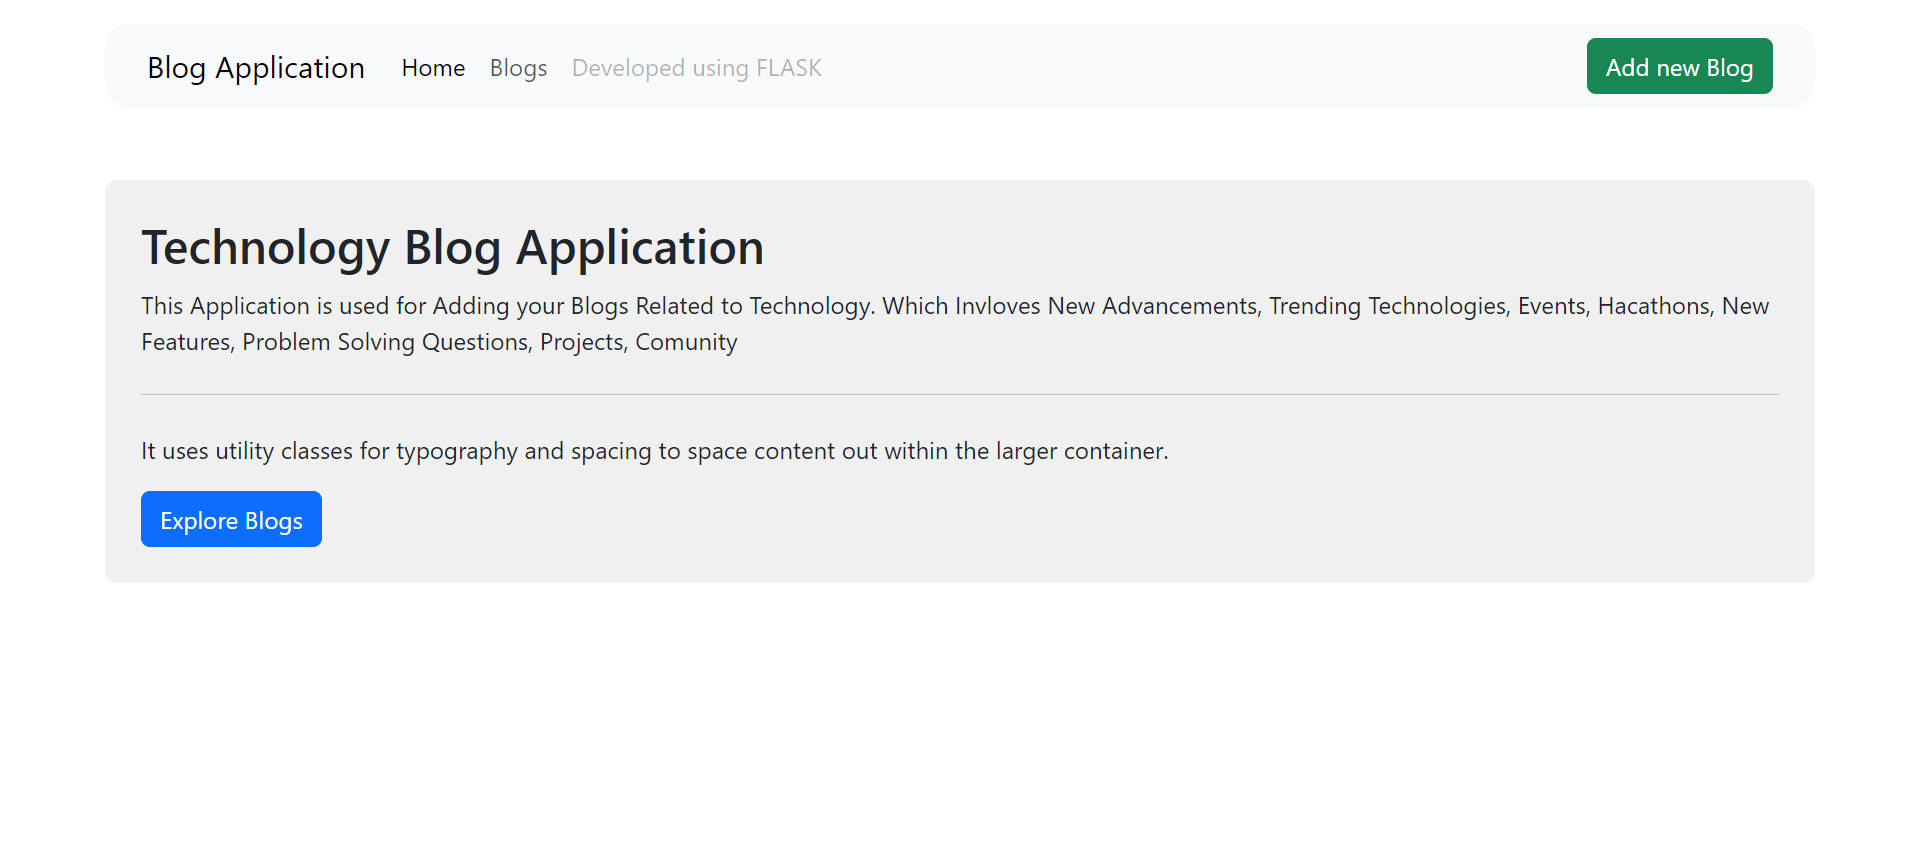 Blog Application Home Blogs Developed using FLASK Add new Blog
Technology Blog Application
This Application is used for Adding your Blogs Related to Technology. Which Invloves New Advancements, Trending Technologies, Events, Hacathons, New
Features, Problem Solving Questions, Projects, Comunity
It uses utility classes for typography and spacing to space content out within the larger container.
Explore Blogs